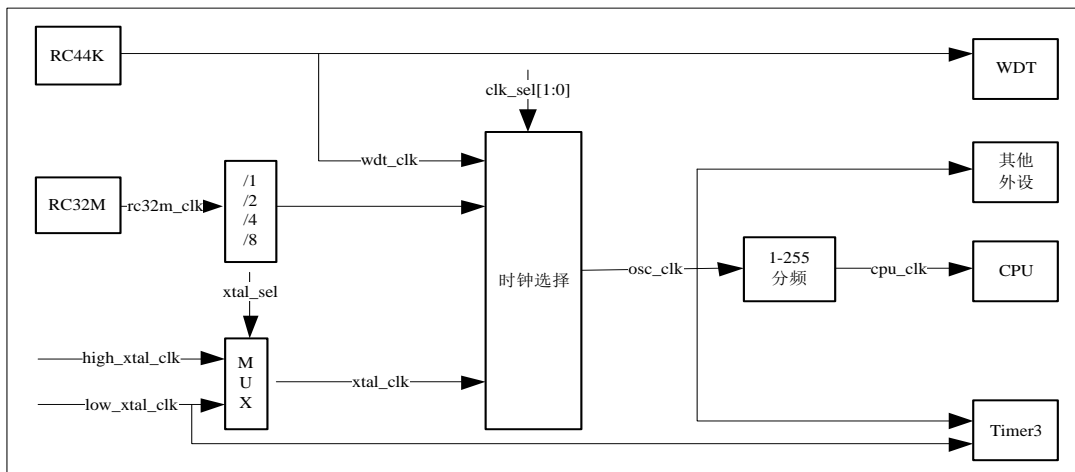 RC44K
WDT
clk_sel[1:0]
wdt_clk
其他
外设
RC32M
rc32m_clk
/1
/2
/4
/8
时钟选择
osc_clk
1-255
分频
cpu_clk
CPU
xtal_sel
high_xtal_clk
low_xtal_clk
M
U
X
xtal_clk
Timer3